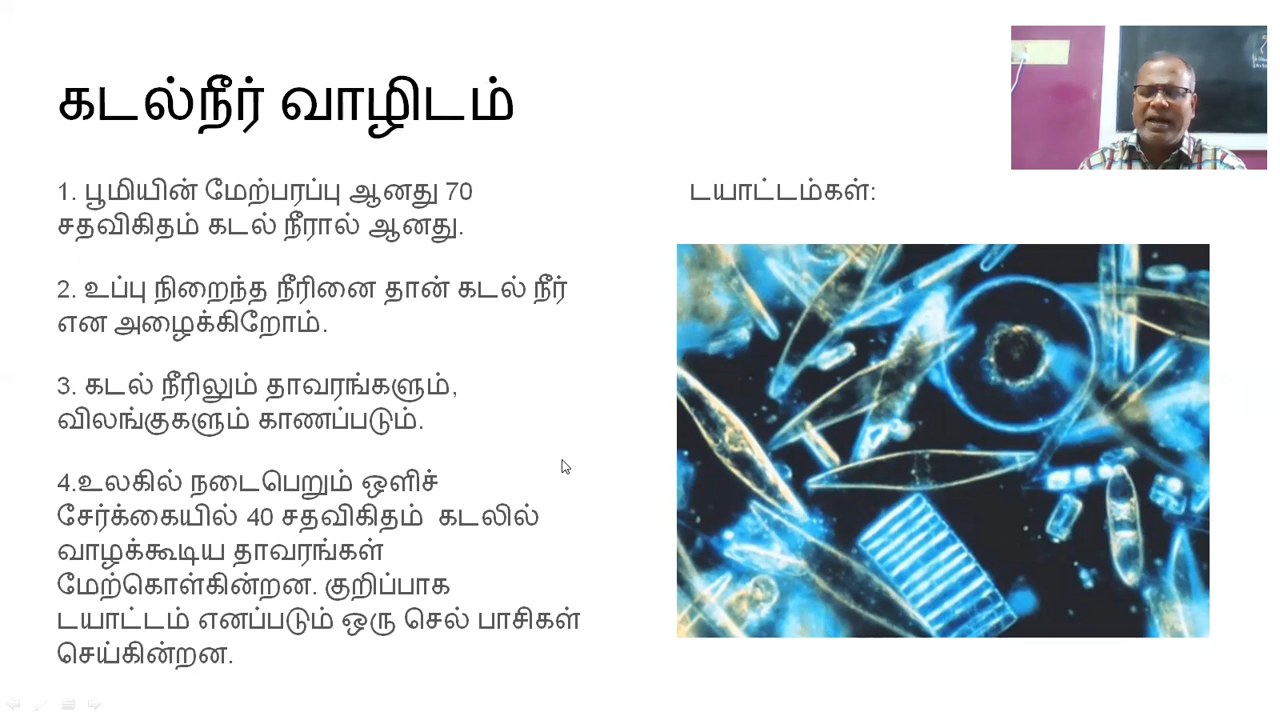 கடல்நீர் வாழிடம்
1. பூமியின் மேற்பரப்பு ஆனது 70
சதவிகிதம் கடல் நீரால் ஆனது.
2. உப்பு நிறைந்த நீரினை தான் கடல் நீர்
என அழைக்கிறோம்.
3. கடல் நீரிலும் தாவரங்களும்,
விலங்குகளும் காணப்படும்.
4.உலகில் நடைபெறும் ஒளிச்
சேர்க்கையில் 40 சதவிகிதம் கடலில்
வாழக்கூடிய தாவரங்கள்
மேற்கொள்கின்றன. குறிப்பாக
டயாட்டம் எனப்படும் ஒரு செல் பாசிகள்
செய்கின்றன.
டயாட்டம்கள்: